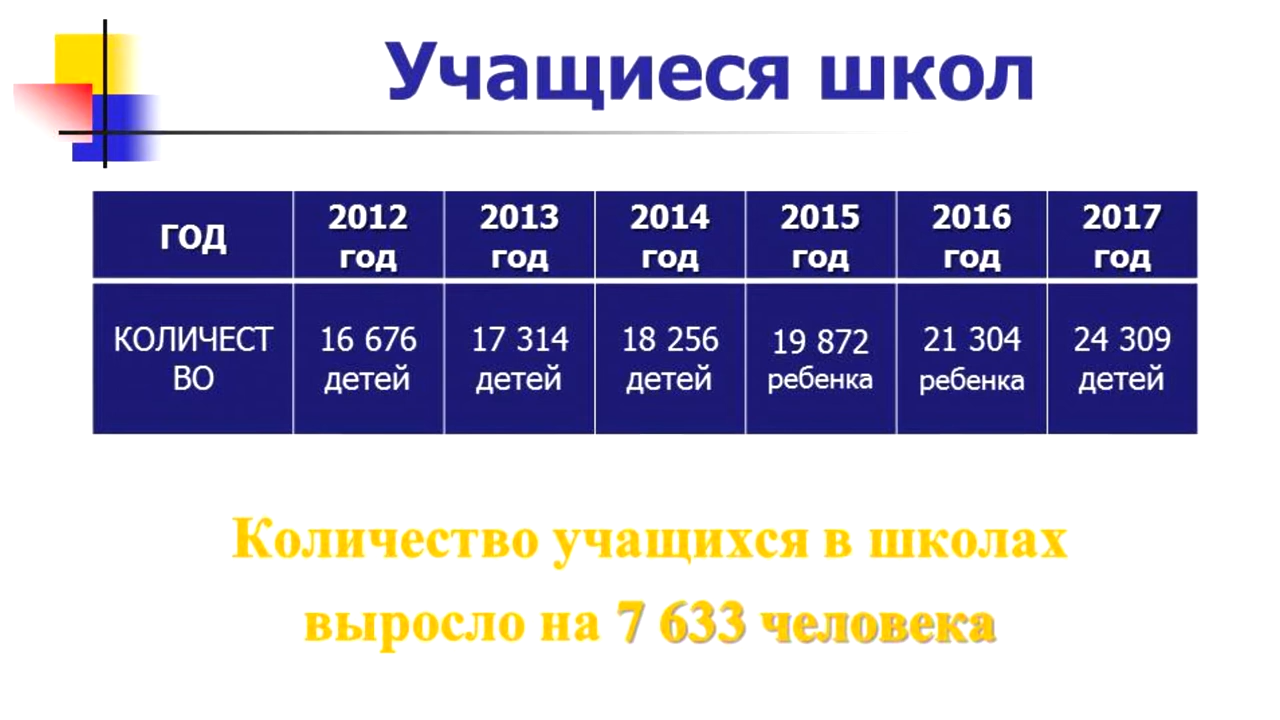 Учащиеся школ
ГОД 2012 год 2013 год 2014 год 2015 год 2016 год 2017 год
КОЛИЧЕСТ
ВО 16 676 детей 17 314 детей 18 256 детей 19 872 ребенка 21 304 ребенка 24 309 детей
Количество учащихся в школах
выросло на 7 633 человека